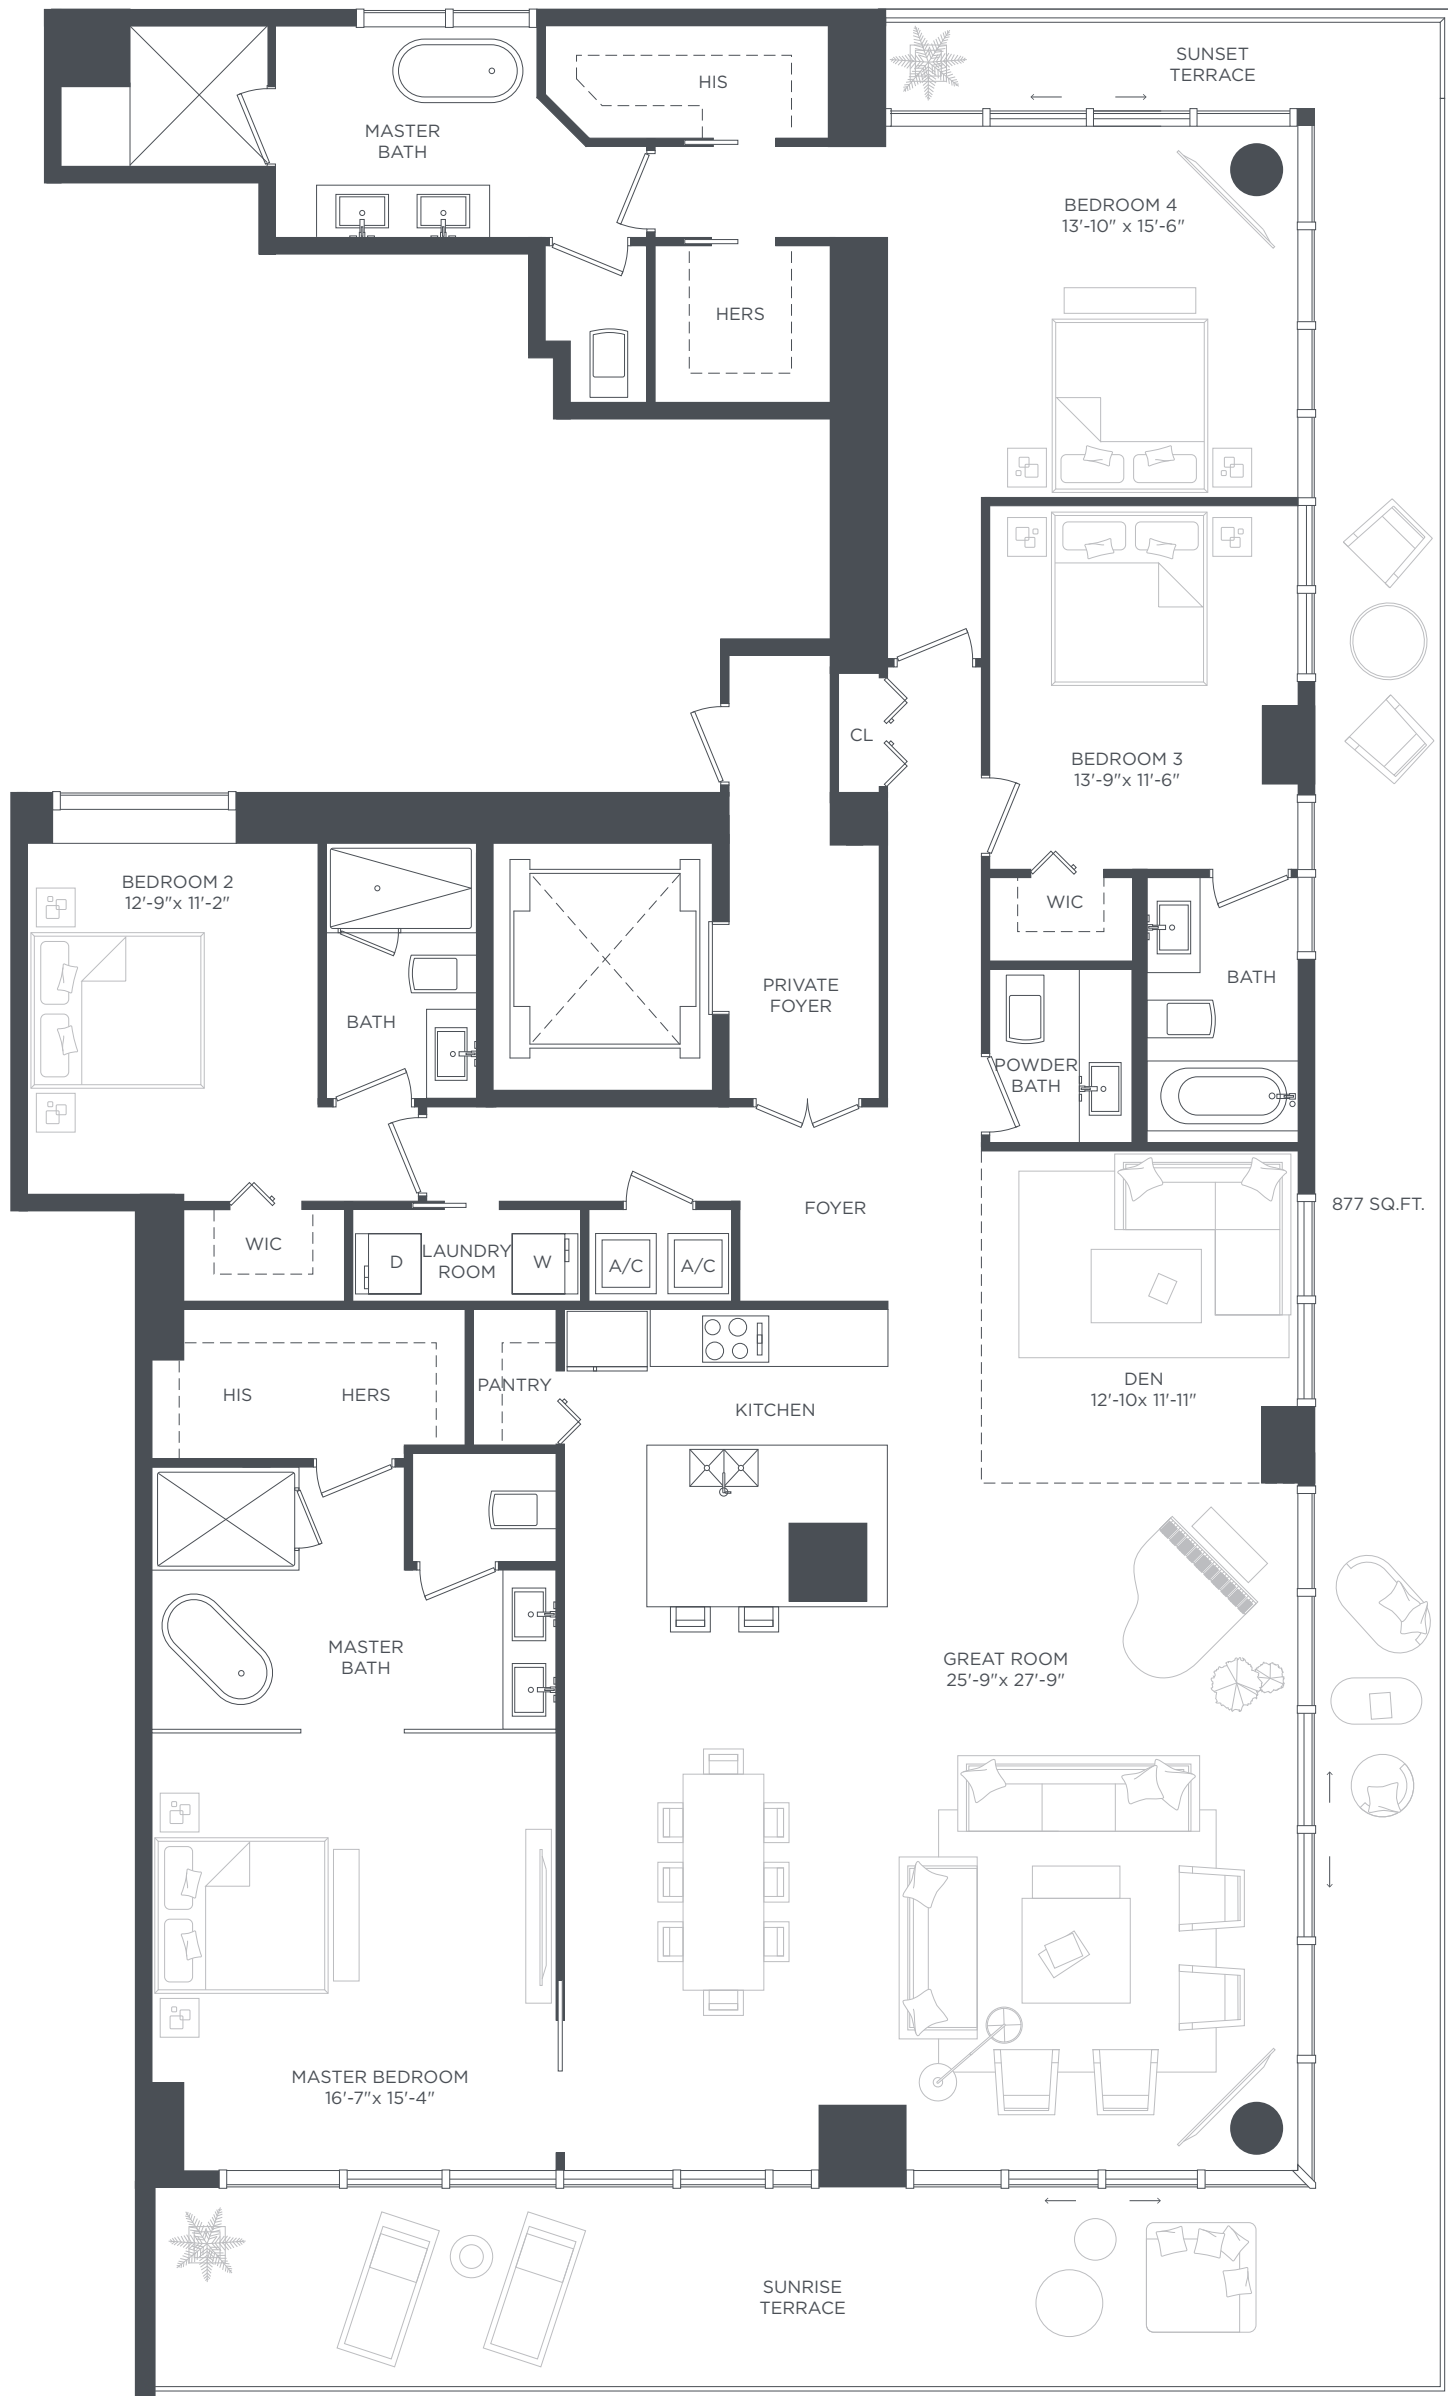 SUNSET
TERRACE
HIS
MASTER
BATH
BEDROOM 4
13'-10" x 15'-6"
HERS
CL
BEDROOM 3
13'-9"x 11'-6"
BEDROOM 2
12'-9"x 11'-2"
WIC
BATH
PRIVATE
FOYER
BATH
POWDER
BATH
FOYER
877 SQ.FT.
WIC
D
LAUNDRY
ROOM
W
A/C
A/C
HIS
HERS
PANTRY
KITCHEN
DEN
12'-10x 11'-11"
MASTER
BATH
GREAT ROOM
25'-9"x 27'-9"
MASTER BEDROOM
16'-7"x 15'-4"
SUNRISE
TERRACE